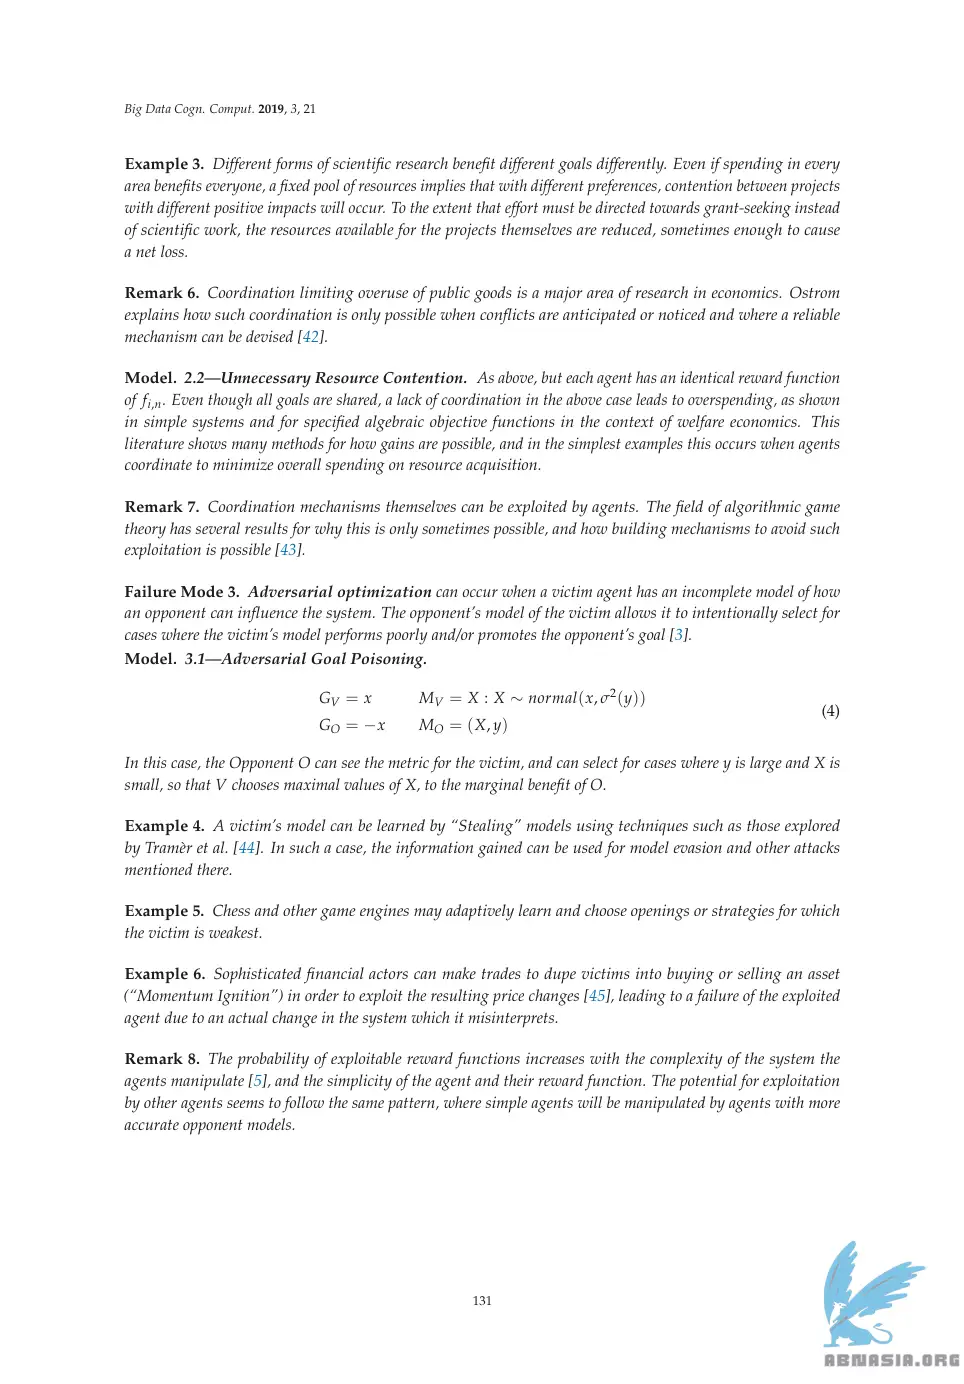 Big Data Cogn. Comput. 2019, 3, 21
Example 3. Different forms of scientific research benefit different goals differently. Even if spending in every
area benefits everyone, a fixed pool of resources implies that with different preferences, contention between projects
with different positive impacts will occur. To the extent that effort must be directed towards grant-seeking instead
of scientific work, the resources available for the projects themselves are reduced, sometimes enough to cause
a net loss.
Remark 6. Coordination limiting overuse of public goods is a major area of research in economics. Ostrom
explains how such coordination is only possible when conflicts are anticipated or noticed and where a reliable
mechanism can be devised [42].
Model. 2.2—Unnecessary Resource Contention. As above, but each agent has an identical reward function
of f_{i,n}. Even though all goals are shared, a lack of coordination in the above case leads to overspending, as shown
in simple systems and for specified algebraic objective functions in the context of welfare economics. This
literature shows many methods for how gains are possible, and in the simplest examples this occurs when agents
coordinate to minimize overall spending on resource acquisition.
Remark 7. Coordination mechanisms themselves can be exploited by agents. The field of algorithmic game
theory has several results for why this is only sometimes possible, and how building mechanisms to avoid such
exploitation is possible [43].
Failure Mode 3. Adversarial optimization can occur when a victim agent has an incomplete model of how
an opponent can influence the system. The opponent's model of the victim allows it to intentionally select for
cases where the victim's model performs poorly and/or promotes the opponent's goal [3].
Model. 3.1—Adversarial Goal Poisoning.
G_V = x M_V = X : X ∼ normal(x, σ²(y))
G_O = −x M_O = (X, y)
(4)
In this case, the Opponent O can see the metric for the victim, and can select for cases where y is large and X is
small, so that V chooses maximal values of X, to the marginal benefit of O.
Example 4. A victim's model can be learned by “Stealing” models using techniques such as those explored
by Tramèr et al. [44]. In such a case, the information gained can be used for model evasion and other attacks
mentioned there.
Example 5. Chess and other game engines may adaptively learn and choose openings or strategies for which
the victim is weakest.
Example 6. Sophisticated financial actors can make trades to dupe victims into buying or selling an asset
(“Momentum Ignition”) in order to exploit the resulting price changes [45], leading to a failure of the exploited
agent due to an actual change in the system which it misinterprets.
Remark 8. The probability of exploitable reward functions increases with the complexity of the system the
agents manipulate [5], and the simplicity of the agent and their reward function. The potential for exploitation
by other agents seems to follow the same pattern, where simple agents will be manipulated by agents with more
accurate opponent models.
131
ABNASIA.ORG